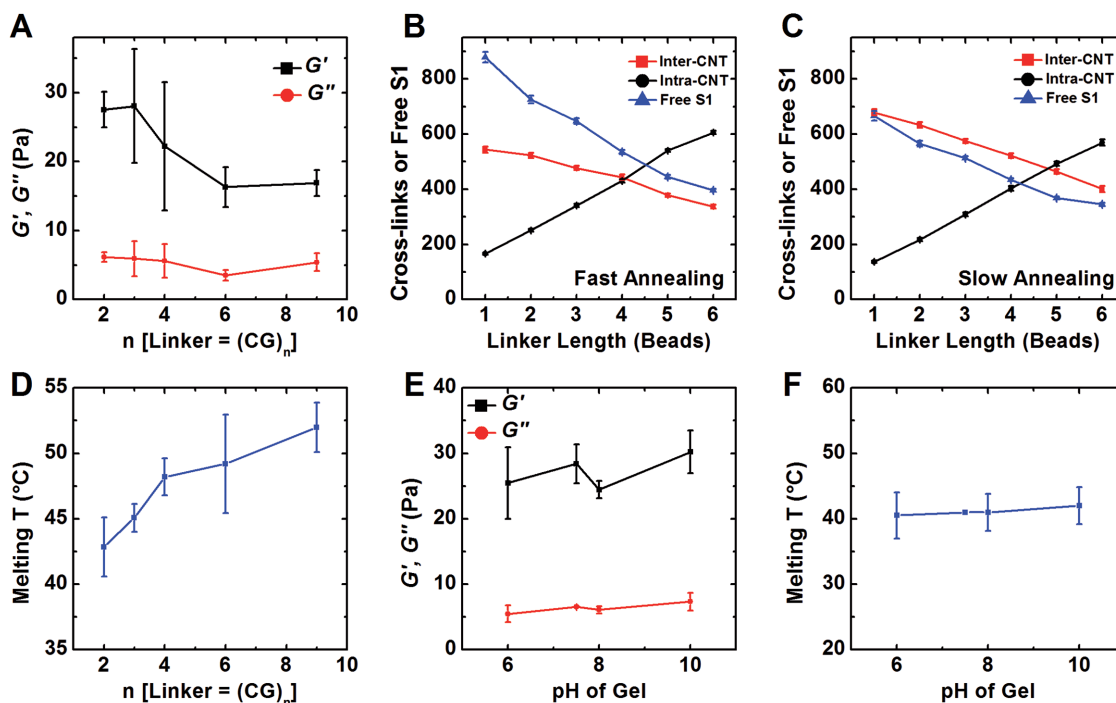 A
G', G'' (Pa)
30
20
10
0
G'
G''
2
4
6
8
10
n [Linker = (CG)n]
B
Cross-links or Free S1
800
600
400
200
0
Inter-CNT
Intra-CNT
Free S1
Fast Annealing
1
2
3
4
5
6
Linker Length (Beads)
C
Cross-links or Free S1
800
600
400
200
0
Inter-CNT
Intra-CNT
Free S1
Slow Annealing
1
2
3
4
5
6
Linker Length (Beads)
D
Melting T (°C)
55
50
45
40
35
2
4
6
8
10
n [Linker = (CG)n]
E
G', G'' (Pa)
40
30
20
10
0
G'
G''
6
8
10
pH of Gel
F
Melting T (°C)
60
50
40
30
20
6
8
10
pH of Gel